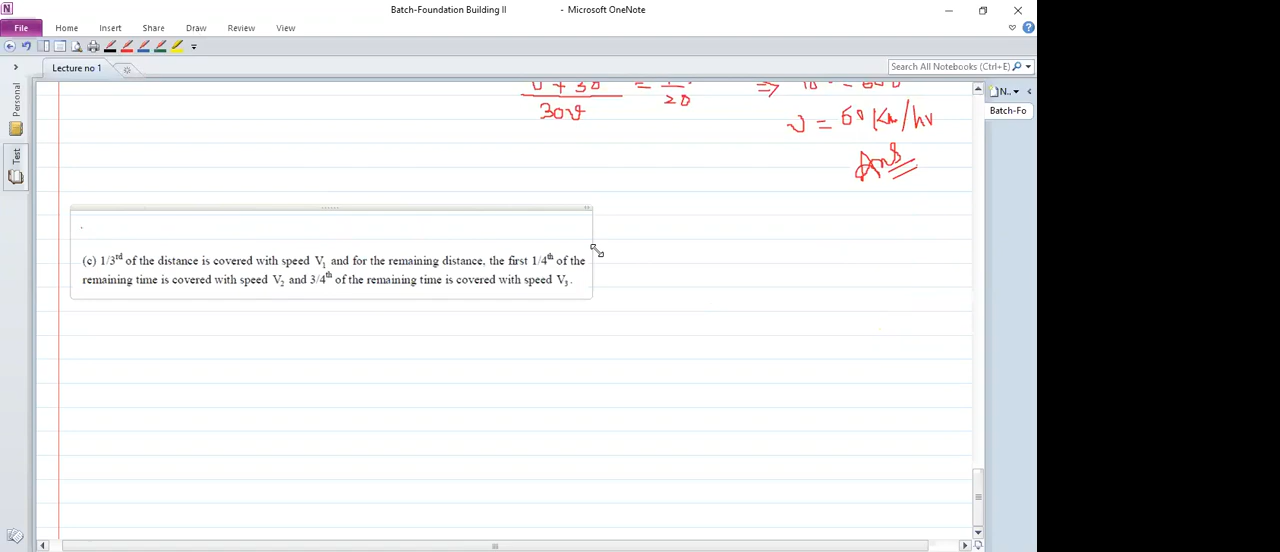 Batch-Foundation Building II - Microsoft OneNote
File Home Insert Share Draw Review View
Lecture no 1
Search All Notebooks (Ctrl+E)
N..
Batch-Fo
Personal
Test
30v
= 20
⇒
v = 60 Km/hr
Ans
(c) 1/3rd of the distance is covered with speed V1 and for the remaining distance, the first 1/4th of the
remaining time is covered with speed V2 and 3/4th of the remaining time is covered with speed V3.